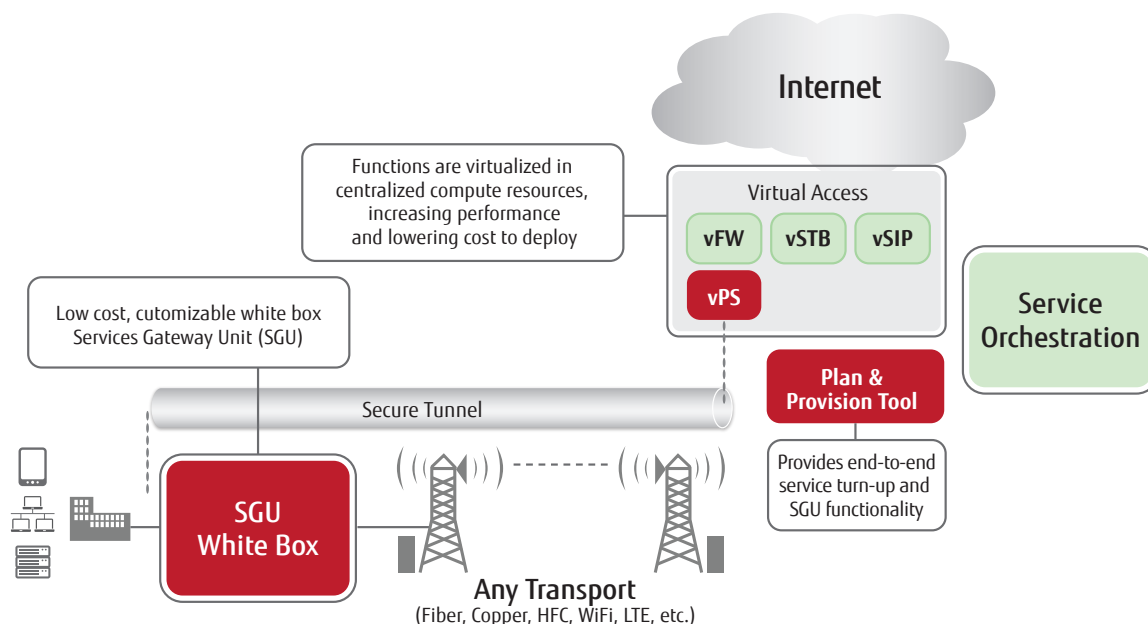 Internet
Functions are virtualized in
centralized compute resources,
increasing performance
and lowering cost to deploy
Virtual Access
vFW
vSTB
vSIP
vPS
Service
Orchestration
Low cost, cutomizable white box
Services Gateway Unit (SGU)
Plan &
Provision Tool
Secure Tunnel
Provides end-to-end
service turn-up and
SGU functionality
SGU
White Box
Any Transport
(Fiber, Copper, HFC, WiFi, LTE, etc.)